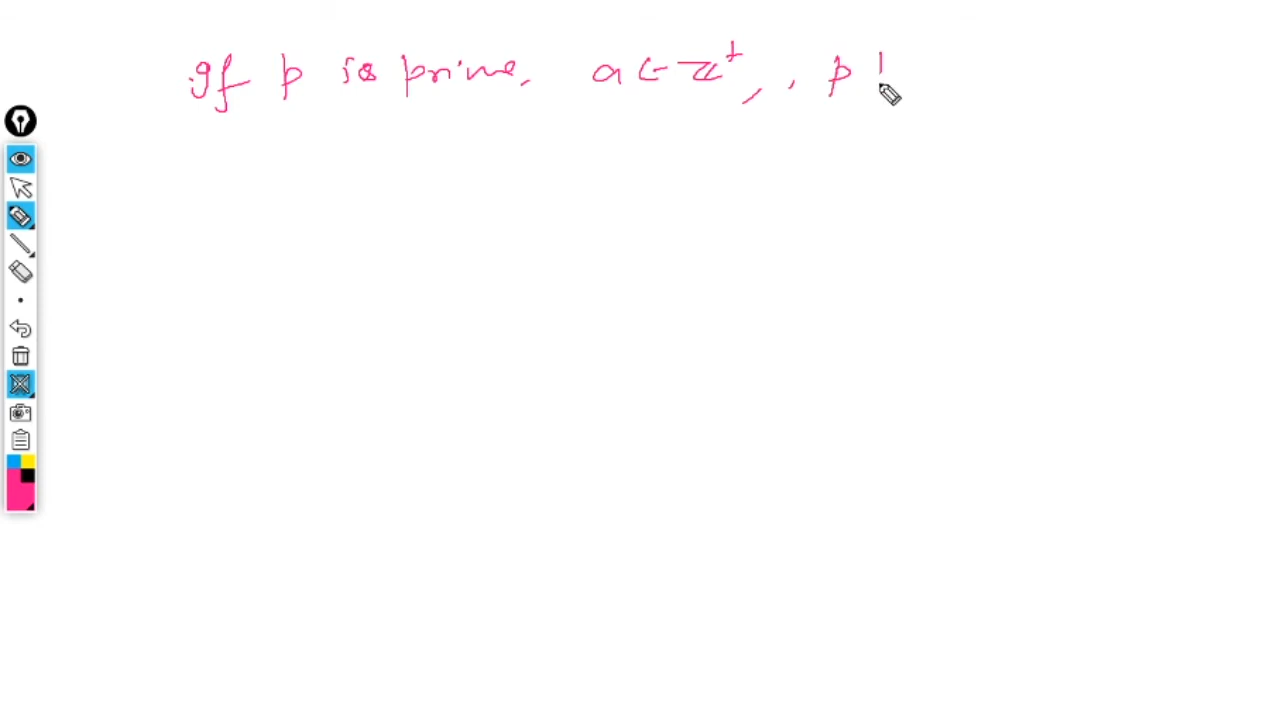 If p is prime, a ∈ ℤ⁺, , p |